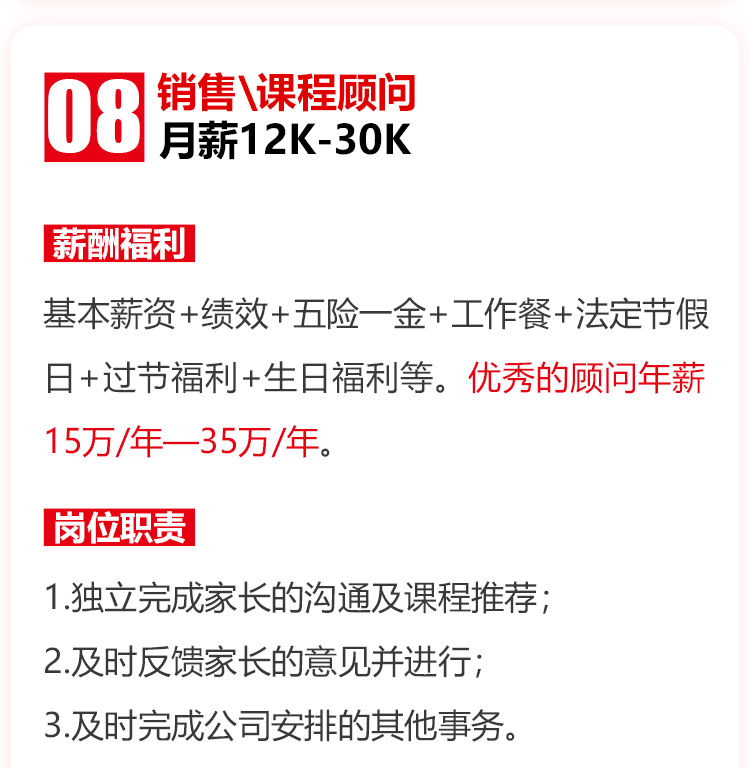 08
销售\课程顾问
月薪12K-30K
薪酬福利
基本薪资+绩效+五险一金+工作餐+法定节假
日+过节福利+生日福利等。优秀的顾问年薪
15万/年—35万/年。
岗位职责
1.独立完成家长的沟通及课程推荐；
2.及时反馈家长的意见并进行；
3.及时完成公司安排的其他事务。